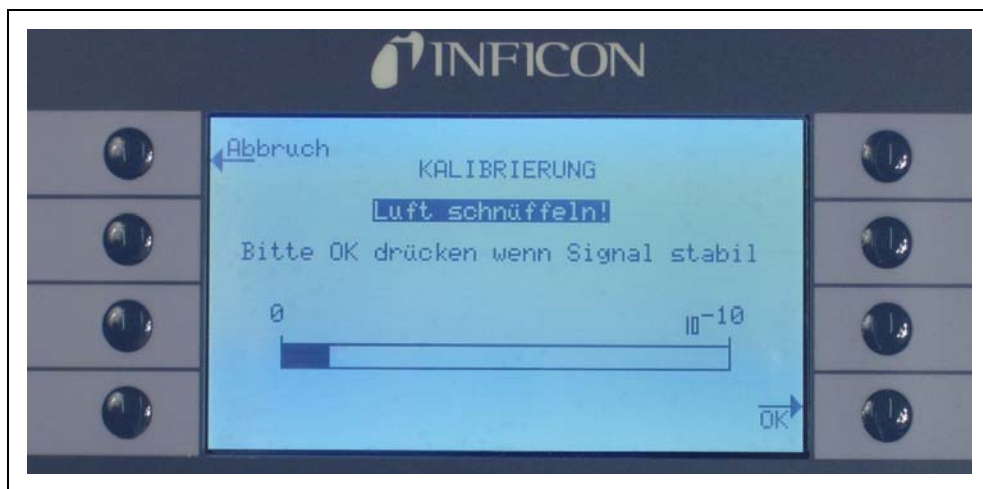 INFICON
Abbruch
KALIBRIERUNG
Luft schnüffeln!
Bitte OK drücken wenn Signal stabil
0 10⁻¹⁰
OK